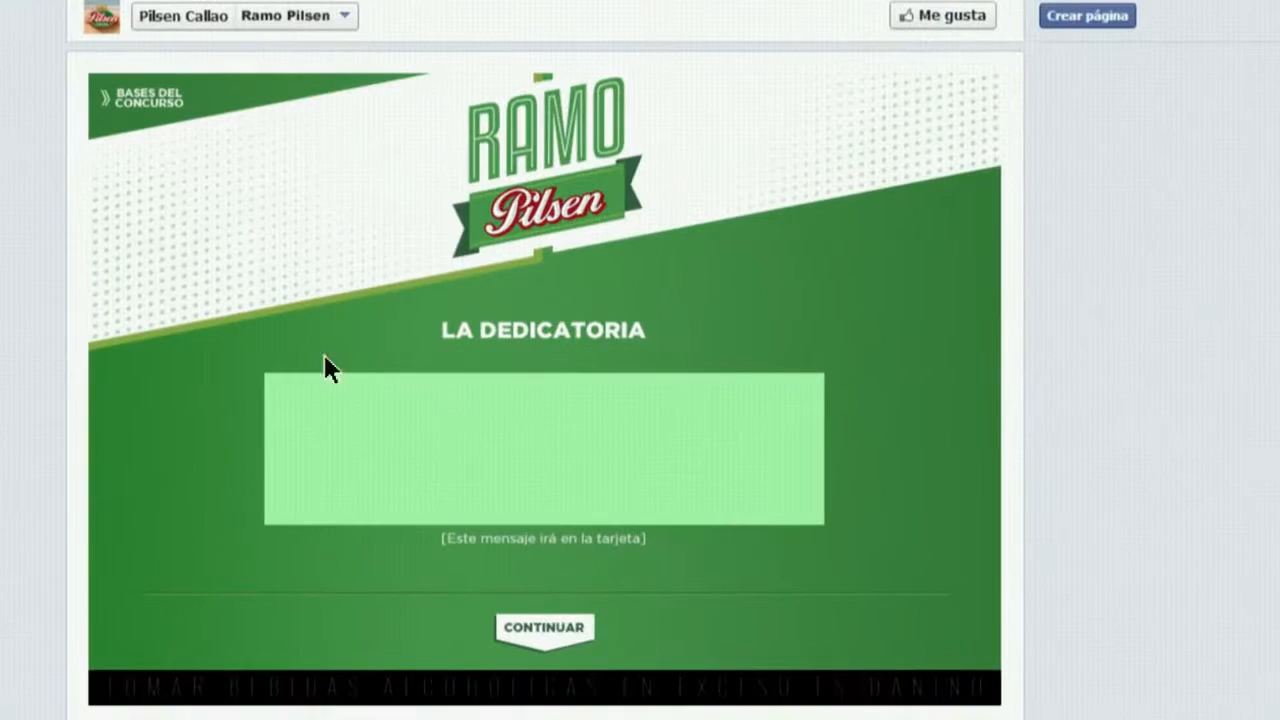 Pilsen Callao Ramo Pilsen Me gusta Crear página
BASES DEL
CONCURSO
RAMO
Pilsen
LA DEDICATORIA
[Este mensaje irá en la tarjeta]
CONTINUAR
TOMAR BEBIDAS ALCOHÓLICAS EN EXCESO ES DAÑINO